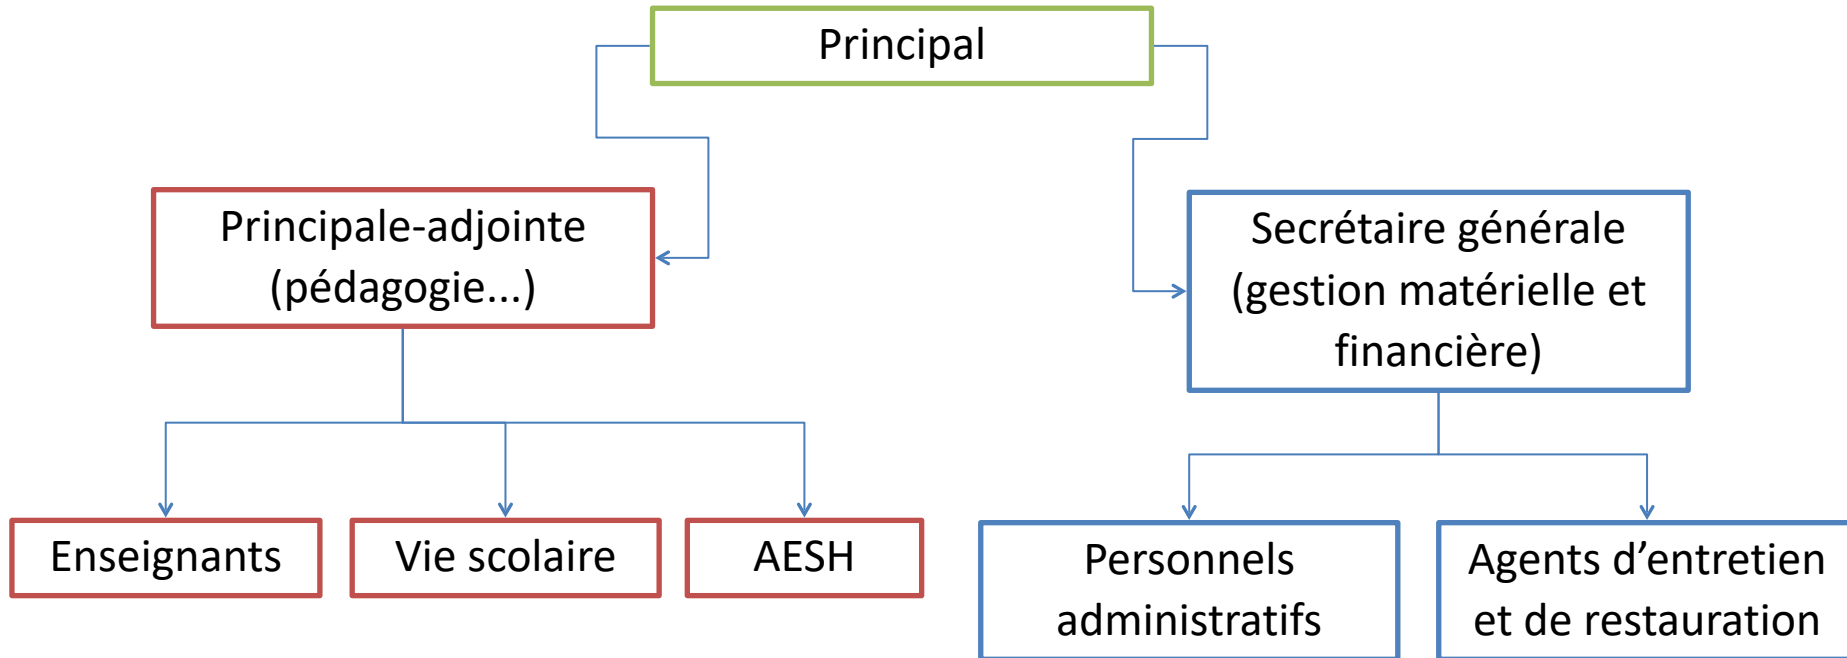 Principal
Principale-adjointe
(pédagogie...)
Secrétaire générale
(gestion matérielle et
financière)
Enseignants
Vie scolaire
AESH
Personnels
administratifs
Agents d’entretien
et de restauration